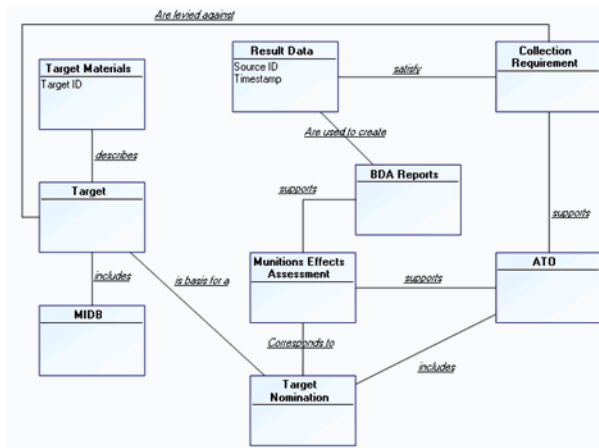 Are levied against
Target Materials
Target ID
Result Data
Source ID
Timestamp
Collection
Requirement
satisfy
Are used to create
describes
BDA Reports
Target
supports
supports
Munitions Effects
Assessment
ATO
includes
is basis for a
supports
MIDB
Corresponds to
includes
Target
Nomination